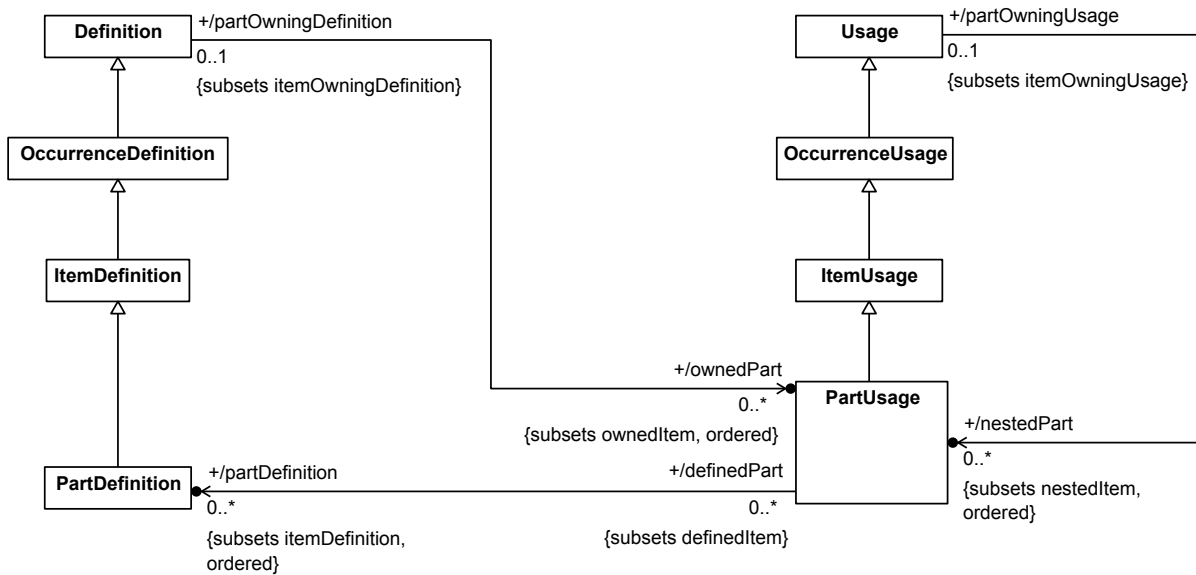 Definition
+/partOwningDefinition
0..1
{subsets itemOwningDefinition}
Usage
+/partOwningUsage
0..1
{subsets itemOwningUsage}
OccurrenceDefinition
OccurrenceUsage
ItemDefinition
ItemUsage
+/ownedPart
0..*
{subsets ownedItem, ordered}
PartUsage
+/nestedPart
0..*
{subsets nestedItem,
ordered}
PartDefinition
+/partDefinition
0..*
{subsets itemDefinition,
ordered}
+/definedPart
0..*
{subsets definedItem}